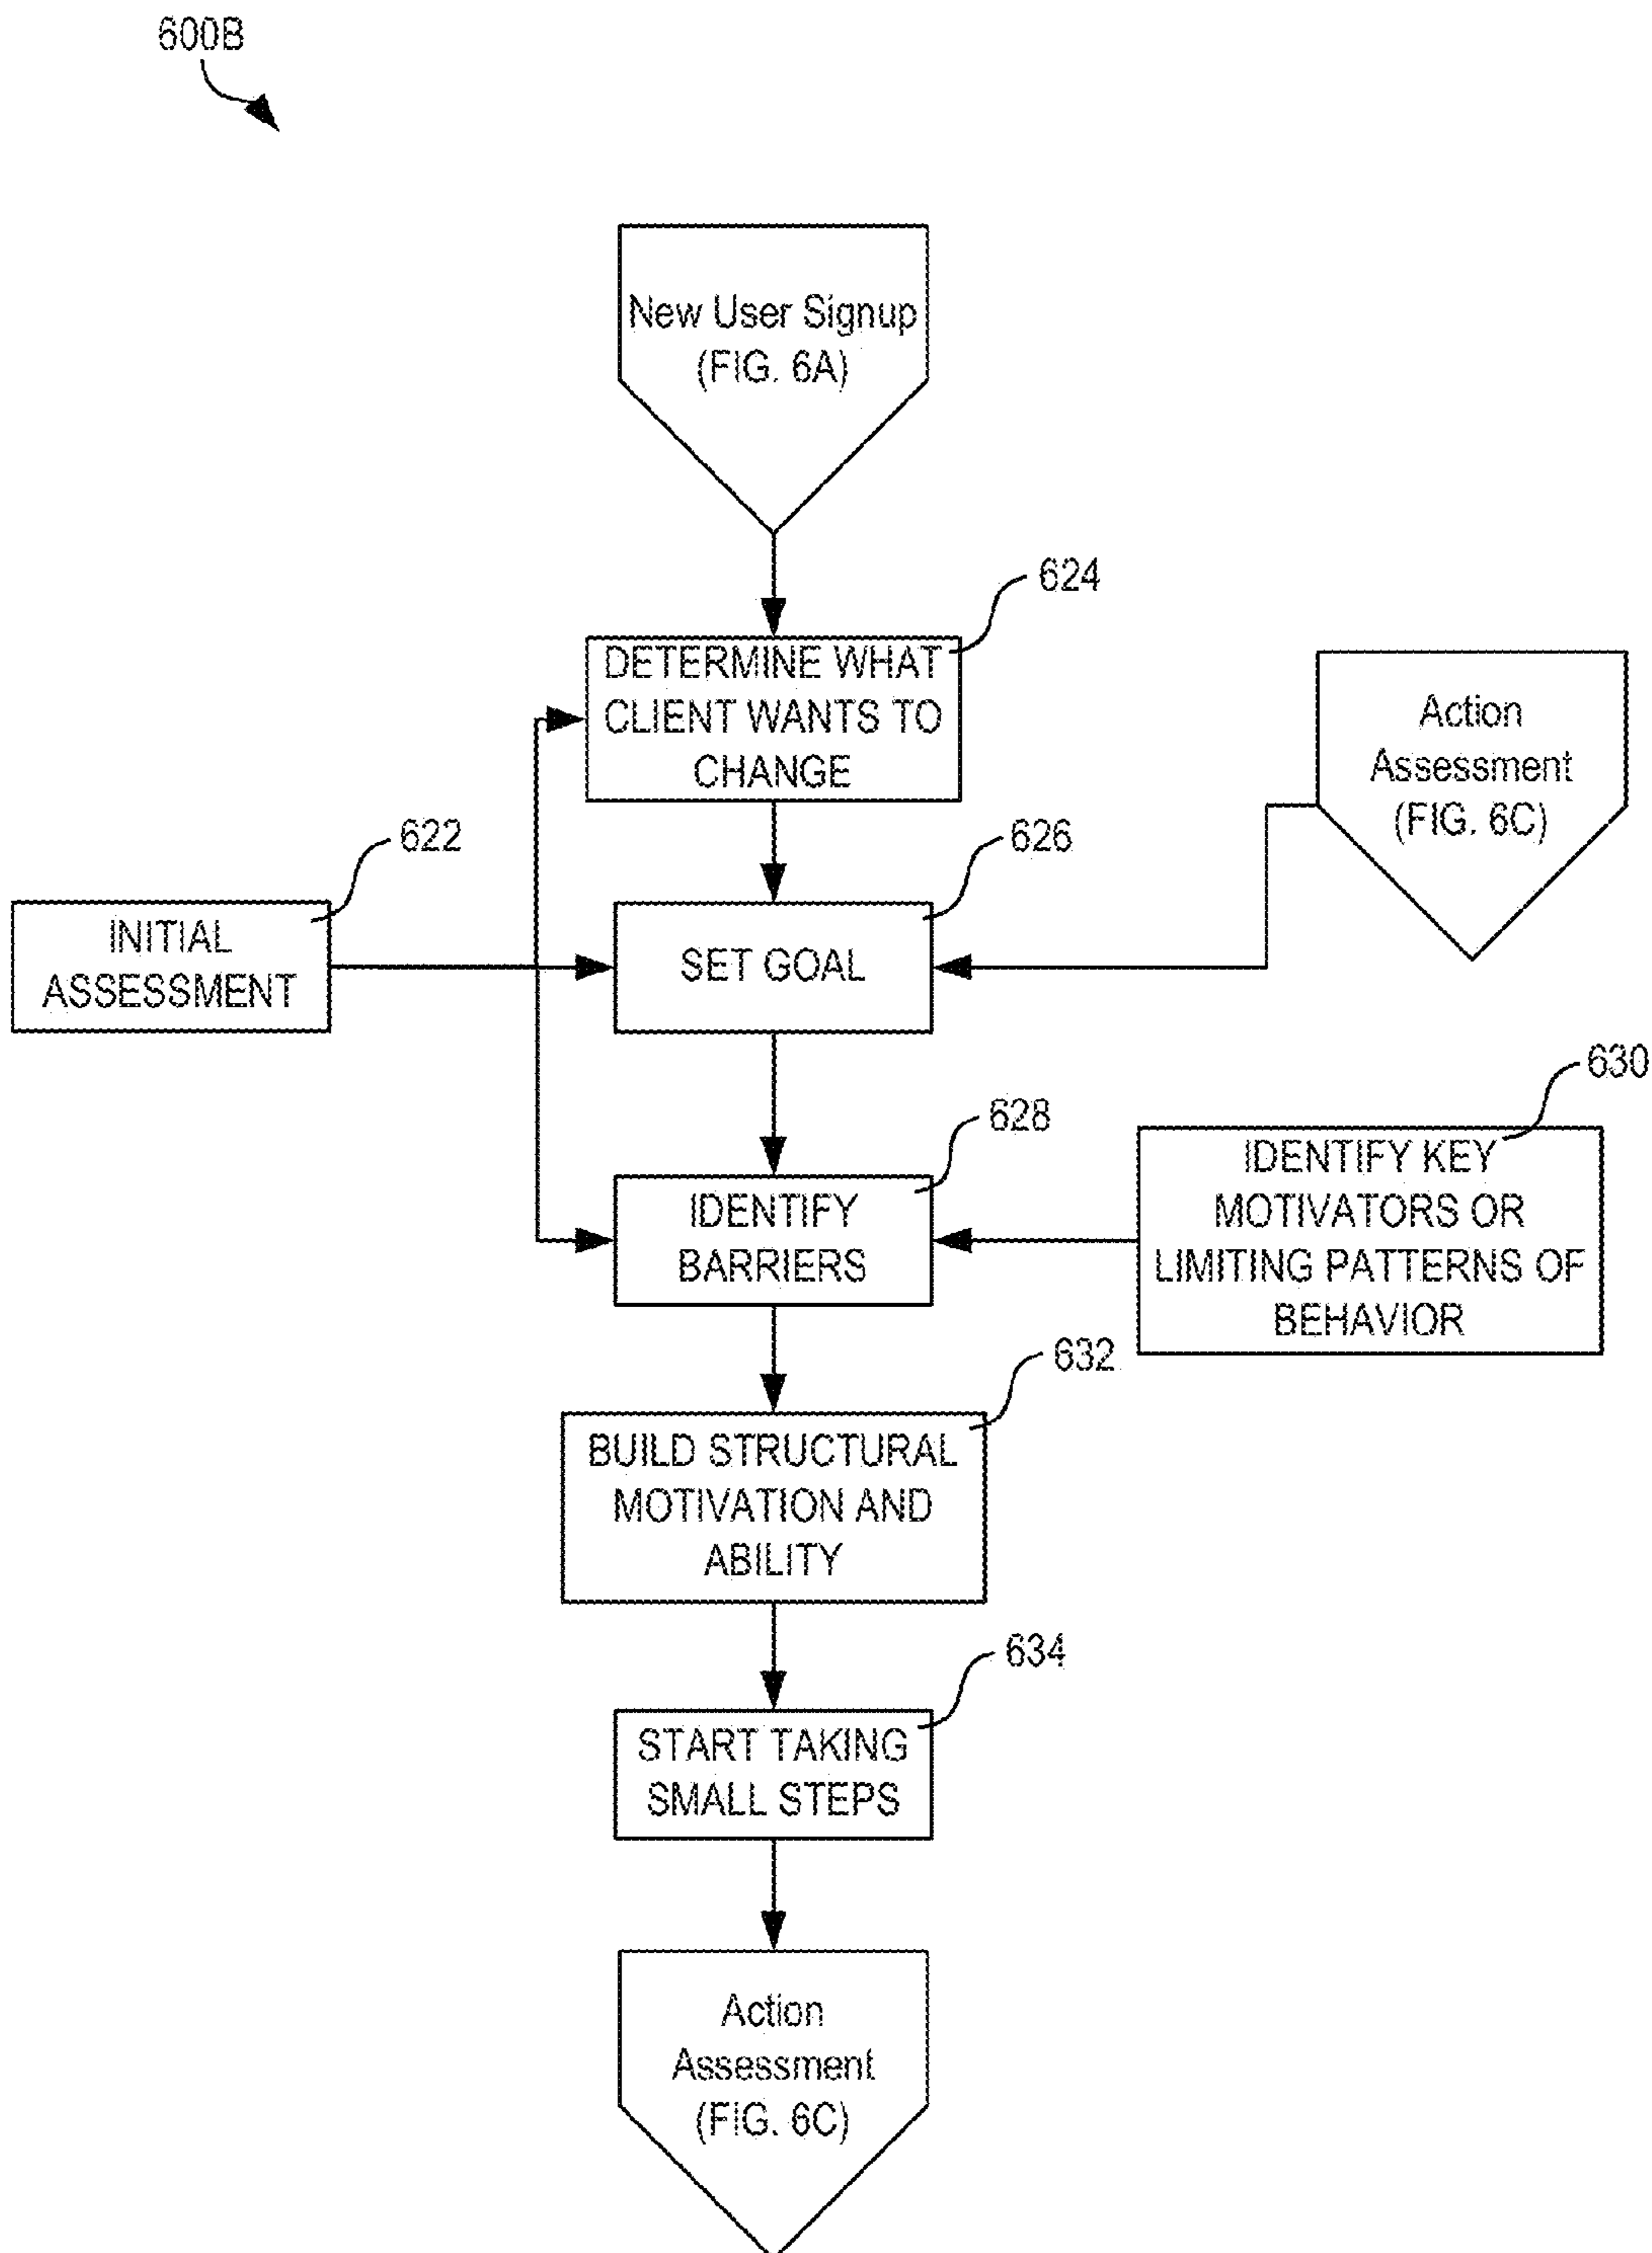 600B
New User Signup
(FIG. 6A)
624
DETERMINE WHAT
CLIENT WANTS TO
CHANGE
Action
Assessment
(FIG. 6C)
622
INITIAL
ASSESSMENT
626
SET GOAL
630
IDENTIFY KEY
MOTIVATORS OR
LIMITING PATTERNS OF
BEHAVIOR
628
IDENTIFY
BARRIERS
632
BUILD STRUCTURAL
MOTIVATION AND
ABILITY
634
START TAKING
SMALL STEPS
Action
Assessment
(FIG. 6C)